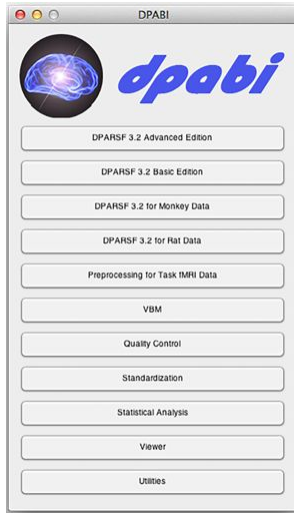 DPABI
dpabi
DPARSF 3.2 Advanced Edition
DPARSF 3.2 Basic Edition
DPARSF 3.2 for Monkey Data
DPARSF 3.2 for Rat Data
Preprocessing for Task fMRI Data
VBM
Quality Control
Standardization
Statistical Analysis
Viewer
Utilities